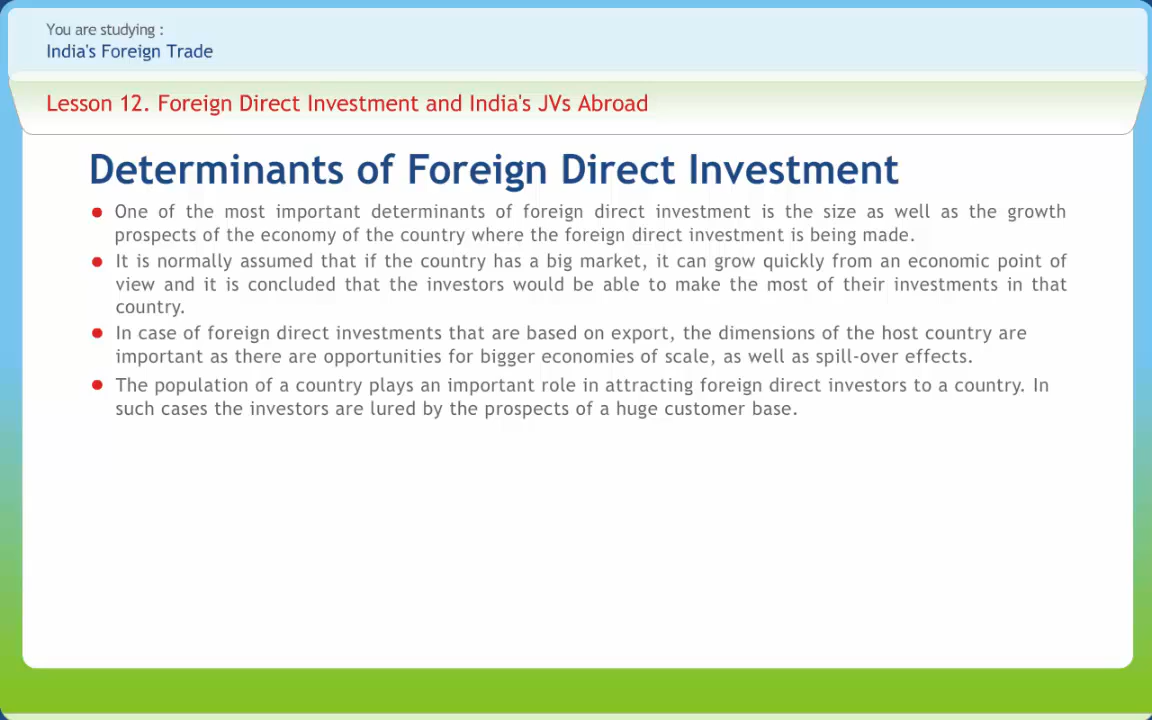 You are studying :
India's Foreign Trade
Lesson 12. Foreign Direct Investment and India's JVs Abroad
Determinants of Foreign Direct Investment
One of the most important determinants of foreign direct investment is the size as well as the growth
prospects of the economy of the country where the foreign direct investment is being made.
It is normally assumed that if the country has a big market, it can grow quickly from an economic point of
view and it is concluded that the investors would be able to make the most of their investments in that
country.
In case of foreign direct investments that are based on export, the dimensions of the host country are
important as there are opportunities for bigger economies of scale, as well as spill-over effects.
The population of a country plays an important role in attracting foreign direct investors to a country. In
such cases the investors are lured by the prospects of a huge customer base.